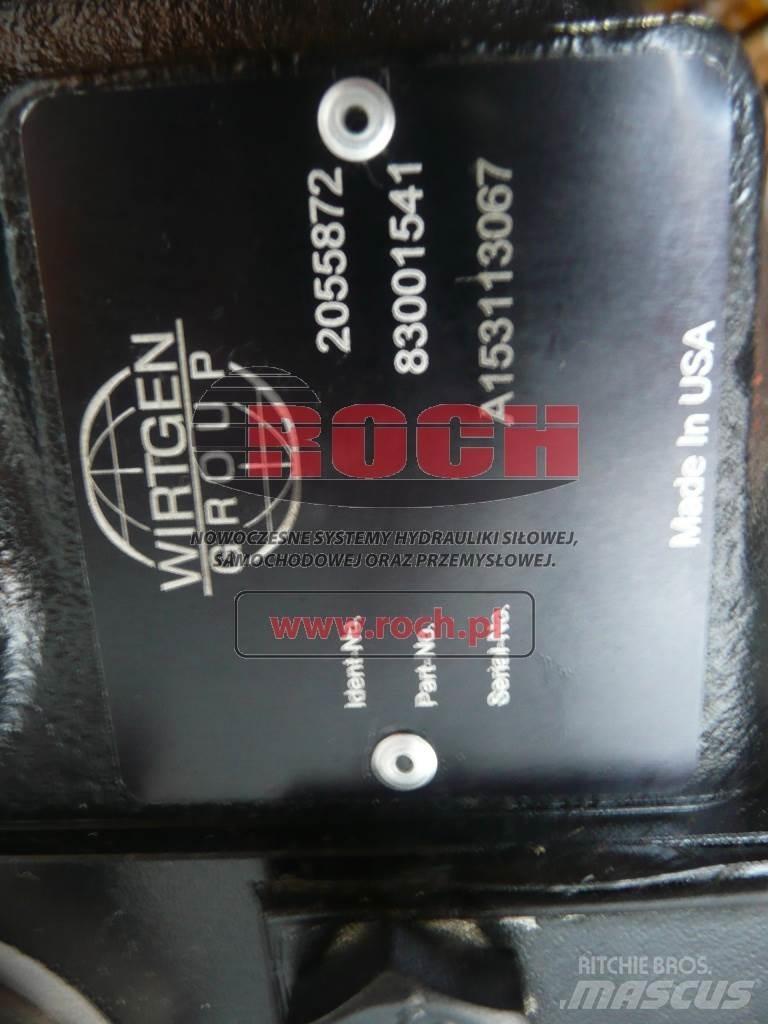 WIRTGEN
GROUP
Ident-No. 2055872
Part-No. 83001541
Serial-No. A153113067
Made In USA
ROCH
NOWOCZESNE SYSTEMY HYDRAULIKI SIŁOWEJ,
SAMOCHODOWEJ ORAZ PRZEMYSŁOWEJ.
www.roch.pl
RITCHIE BROS.
MASCUS